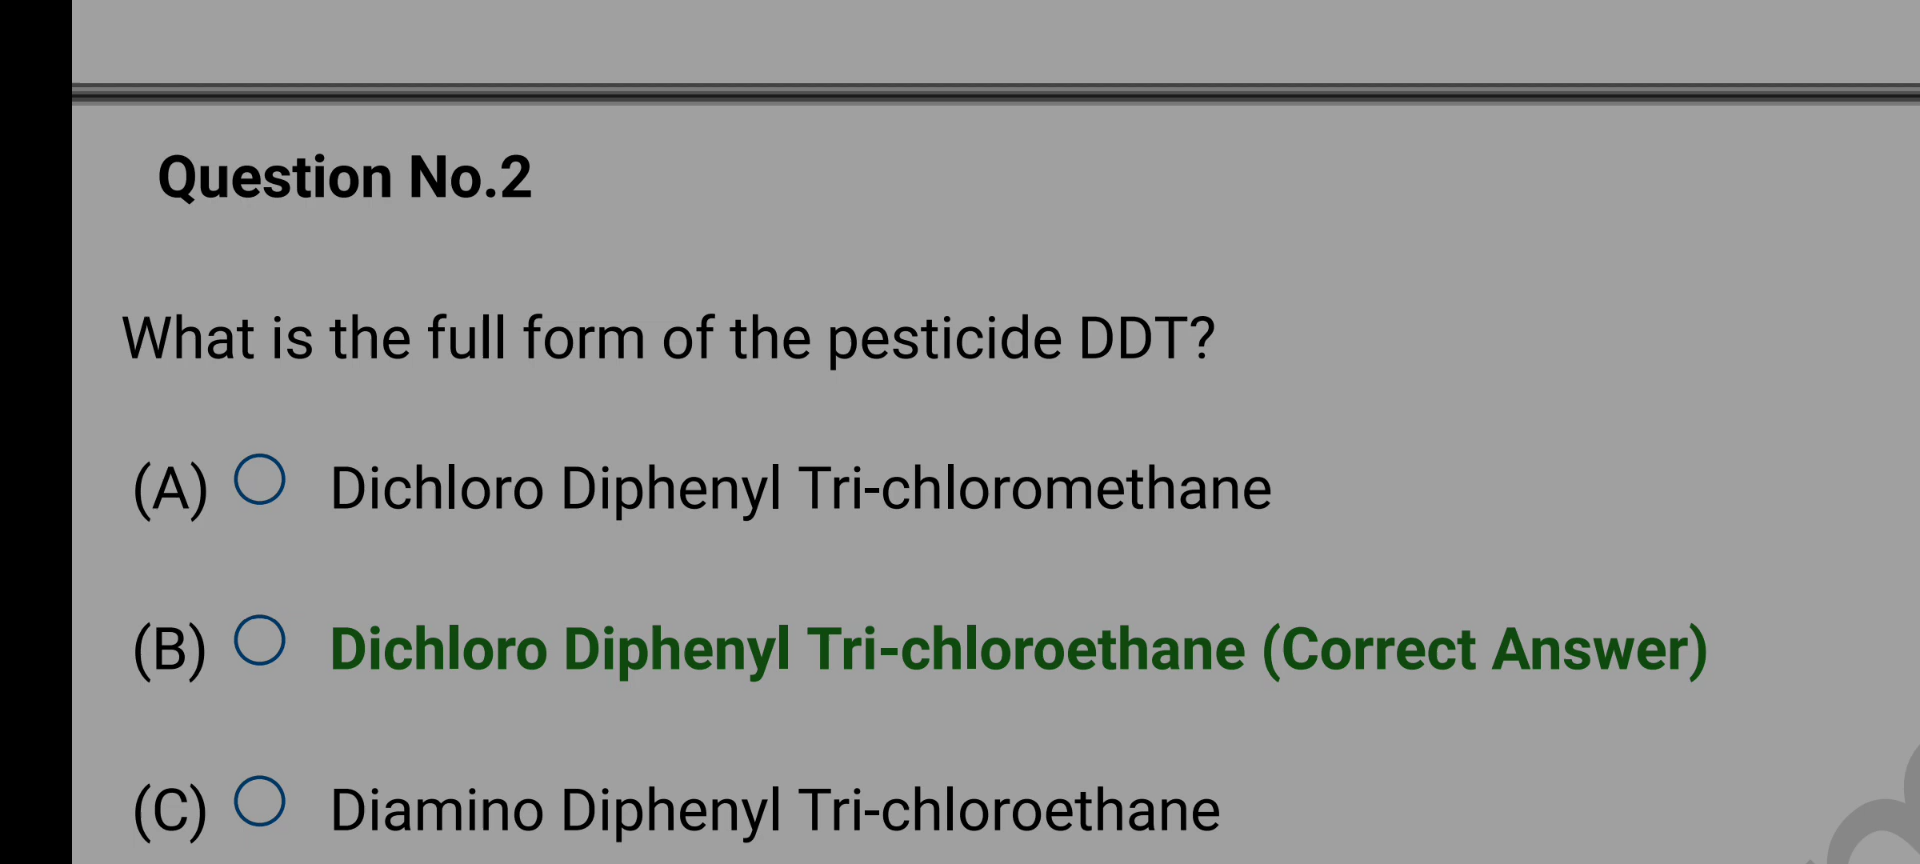 Question No.2
What is the full form of the pesticide DDT?
(A) Dichloro Diphenyl Tri-chloromethane
(B) Dichloro Diphenyl Tri-chloroethane (Correct Answer)
(C) Diamino Diphenyl Tri-chloroethane